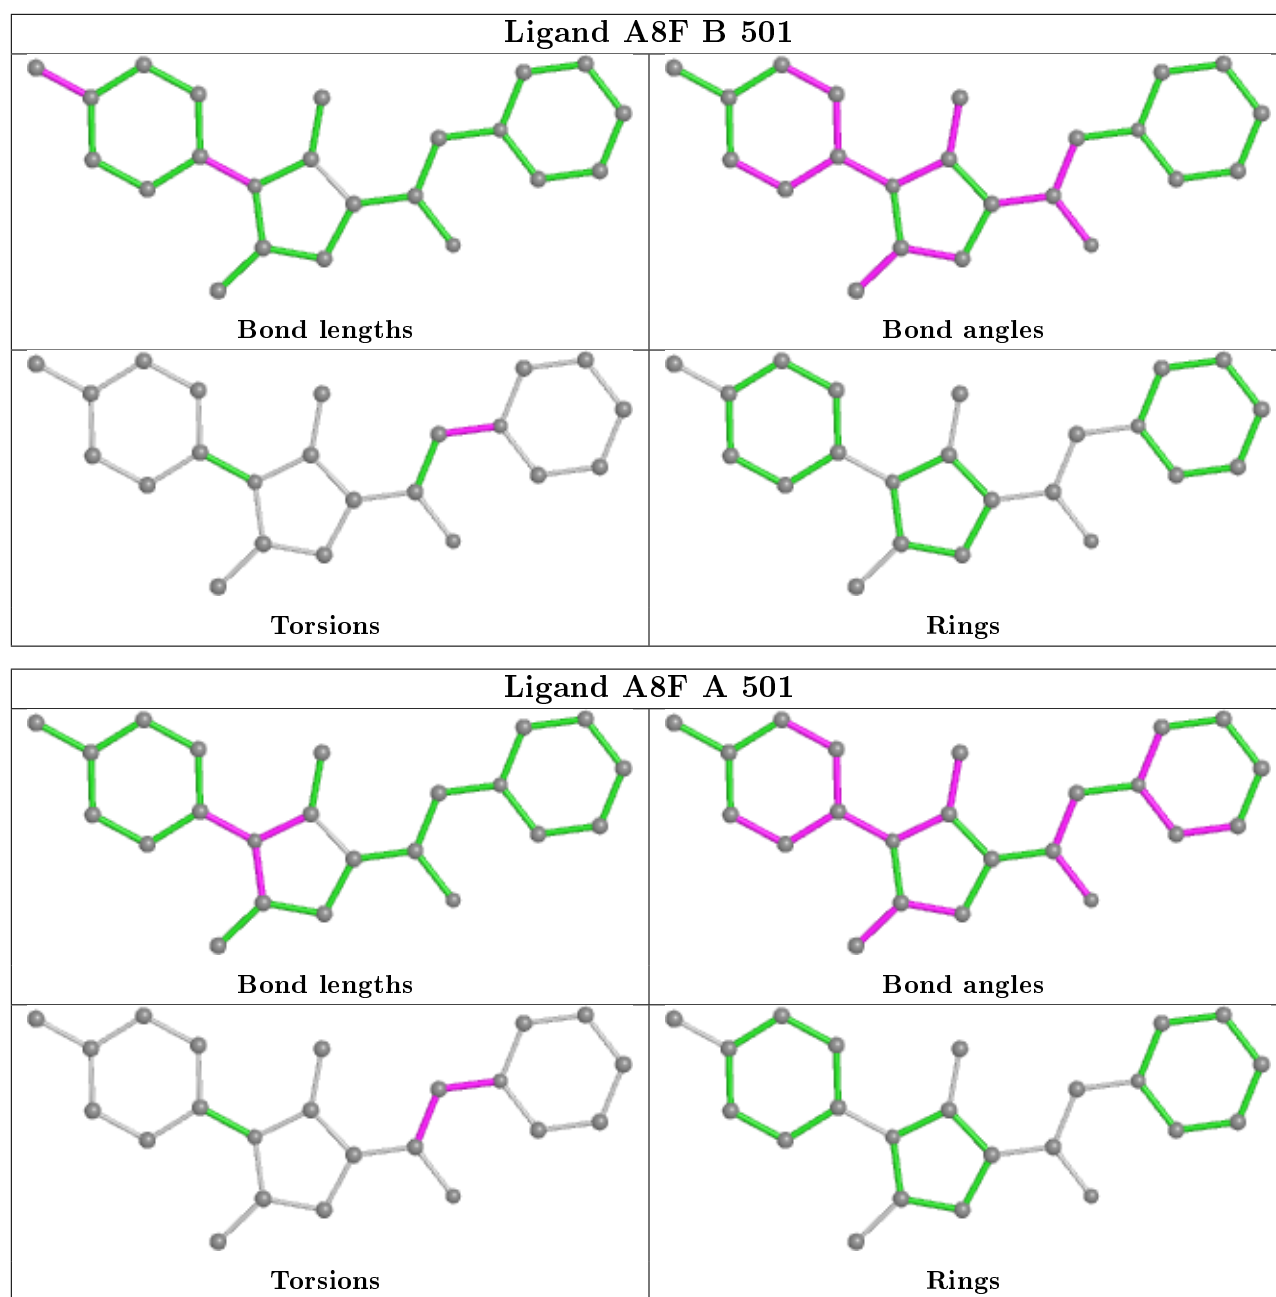 Ligand A8F B 501
Bond lengths
Bond angles
Torsions
Rings
Ligand A8F A 501
Bond lengths
Bond angles
Torsions
Rings